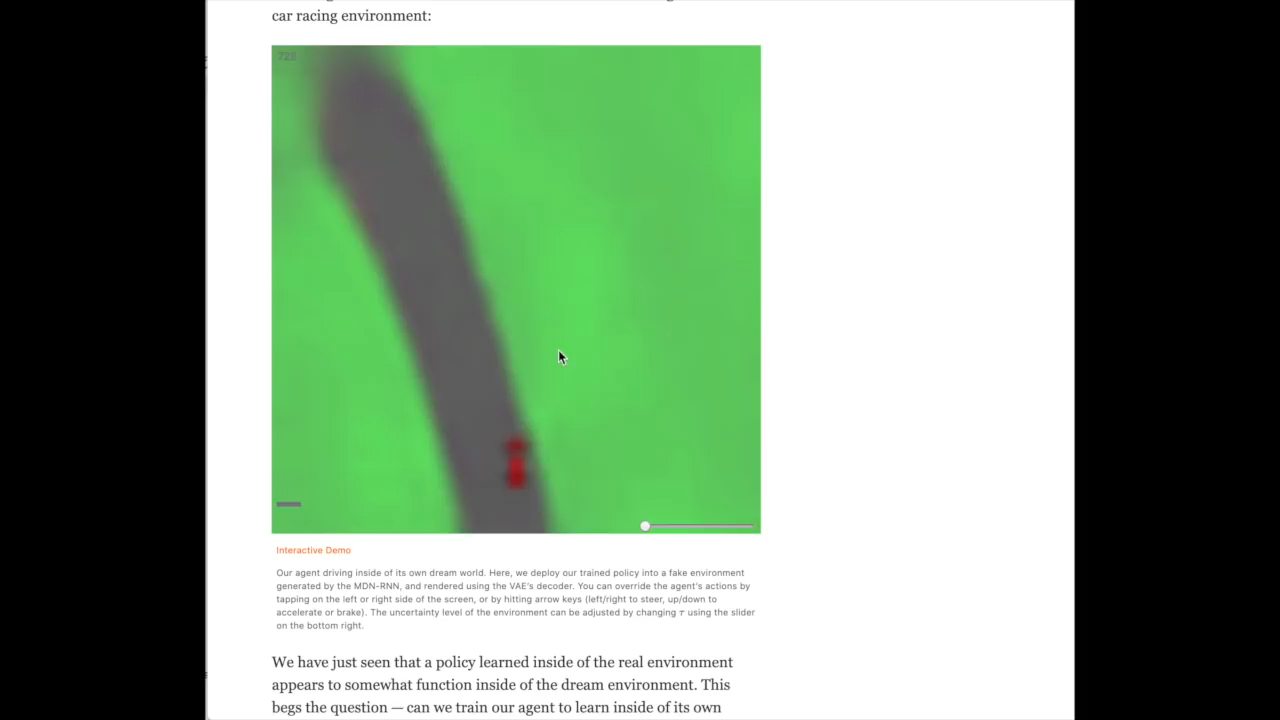 car racing environment:
723
Interactive Demo
Our agent driving inside of its own dream world. Here, we deploy our trained policy into a fake environment
generated by the MDN-RNN, and rendered using the VAE's decoder. You can override the agent's actions by
tapping on the left or right side of the screen, or by hitting arrow keys (left/right to steer, up/down to
accelerate or brake). The uncertainty level of the environment can be adjusted by changing τ using the slider
on the bottom right.
We have just seen that a policy learned inside of the real environment
appears to somewhat function inside of the dream environment. This
begs the question — can we train our agent to learn inside of its own